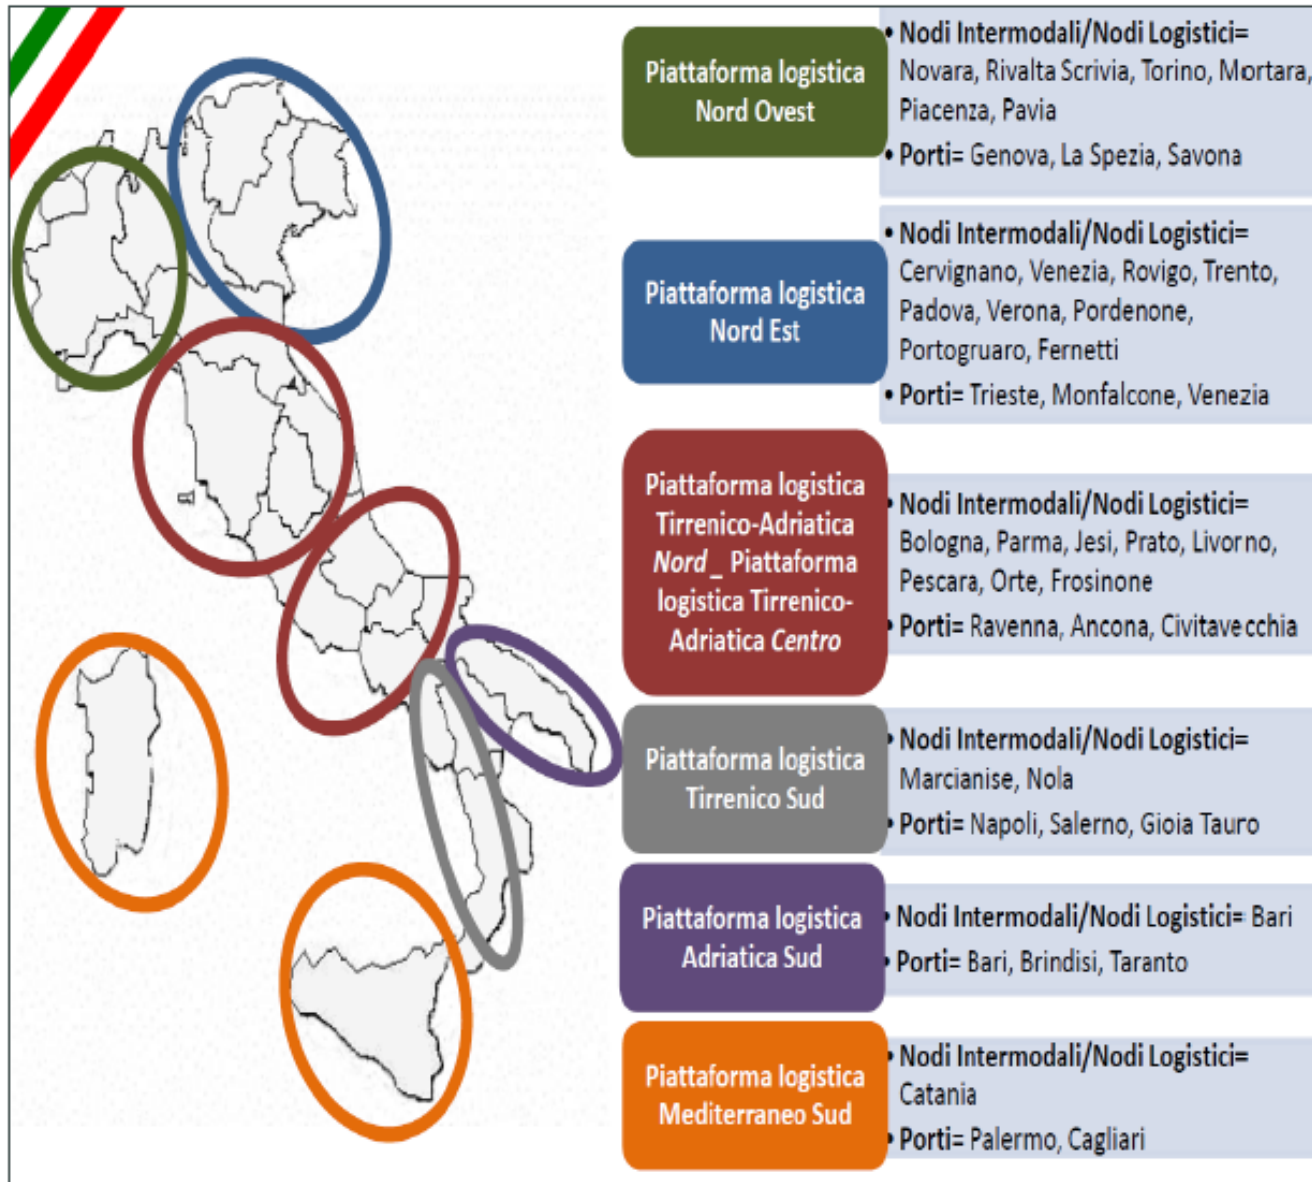 Piattaforma logistica
Nord Ovest
• Nodi Intermodali/Nodi Logistici=
Novara, Rivalta Scrivia, Torino, Mortara,
Piacenza, Pavia
• Porti= Genova, La Spezia, Savona
Piattaforma logistica
Nord Est
• Nodi Intermodali/Nodi Logistici=
Cervignano, Venezia, Rovigo, Trento,
Padova, Verona, Pordenone,
Portogruaro, Fernetti
• Porti= Trieste, Monfalcone, Venezia
Piattaforma logistica
Tirrenico-Adriatica
Nord _ Piattaforma
logistica Tirrenico-
Adriatica Centro
• Nodi Intermodali/Nodi Logistici=
Bologna, Parma, Jesi, Prato, Livorno,
Pescara, Orte, Frosinone
• Porti= Ravenna, Ancona, Civitavecchia
Piattaforma logistica
Tirrenico Sud
• Nodi Intermodali/Nodi Logistici=
Marcianise, Nola
• Porti= Napoli, Salerno, Gioia Tauro
Piattaforma logistica
Adriatica Sud
• Nodi Intermodali/Nodi Logistici= Bari
• Porti= Bari, Brindisi, Taranto
Piattaforma logistica
Mediterraneo Sud
• Nodi Intermodali/Nodi Logistici=
Catania
• Porti= Palermo, Cagliari